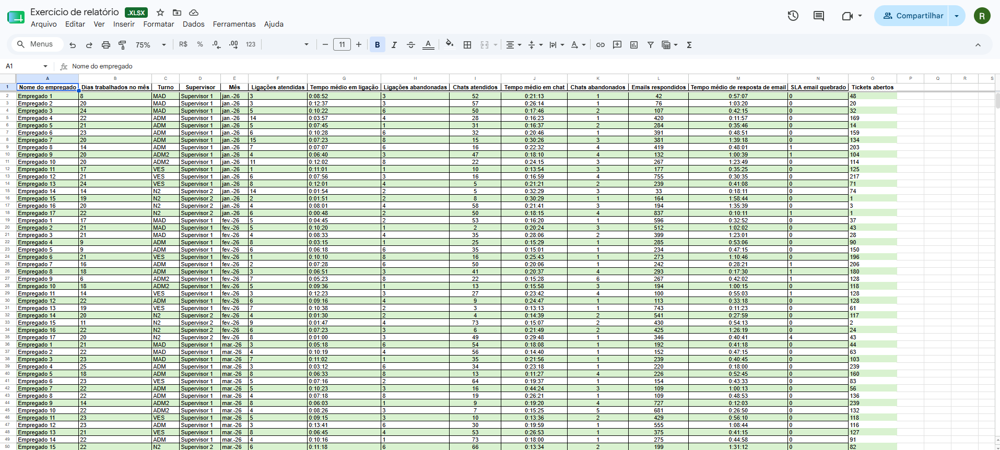 Exercício de relatório .XLSX
Arquivo Editar Ver Inserir Formatar Dados Ferramentas Ajuda
Compartilhar
R
Menus 75% R$ % .0 .00 123 11 B I A A Σ
A1 fx Nome do empregado
A B C D E F G H I J K L M N O P Q R S
1 Nome do empregado Dias trabalhados no mês Turno Supervisor Mês Ligações atendidas Tempo médio em ligação Ligações abandonadas Chats atendidos Tempo médio em chat Chats abandonados Emails respondidos Tempo médio de resposta de email SLA email quebrado Tickets abertos
2 Empregado 1 8 MAD Supervisor 1 jan.-26 3 0:08:52 3 52 0:21:13 1 42 0:57:07 0 48
3 Empregado 2 20 MAD Supervisor 1 jan.-26 3 0:12:37 3 57 0:26:14 1 76 1:03:20 0 20
4 Empregado 3 24 MAD Supervisor 1 jan.-26 5 0:10:22 6 50 0:17:46 2 107 0:42:15 0 32
5 Empregado 4 22 ADM Supervisor 1 jan.-26 14 0:03:57 4 28 0:16:23 1 420 0:11:57 0 169
6 Empregado 5 21 ADM Supervisor 1 jan.-26 5 0:07:45 1 31 0:16:37 2 284 0:35:46 0 14
7 Empregado 6 23 ADM Supervisor 1 jan.-26 6 0:10:28 6 32 0:20:46 1 391 0:48:51 0 159
8 Empregado 7 20 ADM Supervisor 1 jan.-26 15 0:07:23 8 15 0:30:26 3 381 1:39:18 0 134
9 Empregado 8 14 ADM Supervisor 1 jan.-26 7 0:07:07 6 16 0:22:32 4 419 0:48:01 1 203
10 Empregado 9 20 ADM2 Supervisor 1 jan.-26 4 0:06:40 3 47 0:18:10 4 132 1:00:39 1 104
11 Empregado 10 20 ADM2 Supervisor 1 jan.-26 11 0:12:02 8 22 0:24:15 3 267 1:23:49 0 114
12 Empregado 11 17 VES Supervisor 1 jan.-26 1 0:11:01 1 10 0:13:54 3 177 0:35:25 0 125
13 Empregado 12 21 VES Supervisor 1 jan.-26 6 0:07:56 3 16 0:16:59 4 755 0:30:35 0 217
14 Empregado 13 24 VES Supervisor 1 jan.-26 8 0:12:01 4 5 0:21:21 2 239 0:41:08 0 71
15 Empregado 14 14 N2 Supervisor 2 jan.-26 14 0:01:54 2 5 0:32:29 3 33 0:18:11 0 74
16 Empregado 15 19 N2 Supervisor 2 jan.-26 2 0:01:51 2 8 0:30:29 1 164 1:58:44 0 1
17 Empregado 16 20 N2 Supervisor 2 jan.-26 4 0:08:01 4 58 0:21:41 3 194 1:35:39 0 3
18 Empregado 17 22 N2 Supervisor 2 jan.-26 6 0:00:48 2 50 0:18:15 4 837 0:10:11 1 1
19 Empregado 1 17 MAD Supervisor 1 fev.-26 5 0:04:45 2 53 0:16:20 1 596 0:32:52 0 37
20 Empregado 2 21 MAD Supervisor 1 fev.-26 5 0:10:20 1 2 0:20:24 3 512 1:02:02 0 43
21 Empregado 3 21 MAD Supervisor 1 fev.-26 4 0:08:33 4 35 0:28:06 2 399 1:23:01 0 28
22 Empregado 4 9 ADM Supervisor 1 fev.-26 8 0:03:15 1 25 0:15:29 1 285 0:53:06 0 90
23 Empregado 5 9 ADM Supervisor 1 fev.-26 6 0:06:18 6 35 0:15:01 1 234 0:47:15 0 150
24 Empregado 6 21 VES Supervisor 1 fev.-26 1 0:10:10 8 16 0:25:43 1 273 1:10:46 0 196
25 Empregado 7 16 ADM Supervisor 1 fev.-26 2 0:07:28 6 50 0:20:06 1 242 0:28:21 1 206
26 Empregado 8 18 ADM Supervisor 1 fev.-26 3 0:06:51 3 41 0:20:37 4 293 0:17:30 1 180
27 Empregado 9 6 ADM2 Supervisor 1 fev.-26 7 0:05:23 8 22 0:15:28 6 267 0:42:02 1 128
28 Empregado 10 18 ADM2 Supervisor 1 fev.-26 5 0:09:36 1 13 0:15:58 3 194 1:00:15 0 118
29 Empregado 11 14 VES Supervisor 1 fev.-26 3 0:12:23 3 27 0:23:42 4 100 0:55:03 1 128
30 Empregado 12 22 ADM Supervisor 1 fev.-26 6 0:09:16 4 9 0:24:47 1 113 0:33:18 0 128
31 Empregado 13 19 VES Supervisor 1 fev.-26 7 0:10:38 2 3 0:13:13 1 743 0:11:23 0 61
32 Empregado 14 20 N2 Supervisor 2 fev.-26 4 0:01:30 2 4 0:14:39 2 541 0:27:59 0 117
33 Empregado 15 11 N2 Supervisor 2 fev.-26 9 0:01:47 4 73 0:15:07 2 430 0:54:13 0 2
34 Empregado 16 22 N2 Supervisor 2 fev.-26 6 0:07:23 3 6 0:21:49 2 425 1:26:19 0 24
35 Empregado 17 20 N2 Supervisor 2 fev.-26 8 0:01:00 3 49 0:29:48 1 346 0:40:41 4 43
36 Empregado 1 21 MAD Supervisor 1 mar.-26 3 0:05:18 6 54 0:18:08 1 192 0:41:18 0 44
37 Empregado 2 22 MAD Supervisor 1 mar.-26 4 0:10:19 4 56 0:14:40 1 152 0:47:15 0 63
38 Empregado 3 23 MAD Supervisor 1 mar.-26 7 0:11:02 1 35 0:21:56 1 239 0:40:45 0 103
39 Empregado 4 25 ADM Supervisor 1 mar.-26 3 0:03:12 6 34 0:23:18 1 220 0:18:00 0 239
40 Empregado 5 18 ADM Supervisor 1 mar.-26 8 0:06:33 8 13 0:11:27 4 226 0:52:45 0 160
41 Empregado 6 23 VES Supervisor 1 mar.-26 5 0:07:16 2 64 0:19:37 1 154 0:43:33 0 83
42 Empregado 7 22 ADM Supervisor 1 mar.-26 5 0:10:23 3 16 0:44:24 3 109 1:00:13 0 56
43 Empregado 8 22 ADM Supervisor 1 mar.-26 4 0:07:18 8 19 0:26:21 1 109 0:48:53 0 136
44 Empregado 9 14 ADM2 Supervisor 1 mar.-26 8 0:06:03 1 9 0:19:20 4 727 0:12:03 0 239
45 Empregado 10 22 ADM2 Supervisor 1 mar.-26 4 0:08:26 3 7 0:15:25 5 681 0:26:50 0 132
46 Empregado 11 23 VES Supervisor 1 mar.-26 5 0:09:15 3 10 0:13:36 2 429 0:56:10 0 118
47 Empregado 12 23 ADM Supervisor 1 mar.-26 3 0:13:41 6 30 0:19:59 1 555 1:08:44 0 116
48 Empregado 13 21 VES Supervisor 1 mar.-26 8 0:06:45 4 53 0:26:53 1 375 0:41:15 0 127
49 Empregado 14 22 ADM Supervisor 1 mar.-26 4 0:10:16 1 73 0:18:00 1 275 0:44:58 0 91
50 Empregado 15 22 N2 Supervisor 2 mar.-26 6 0:11:18 6 66 0:13:34 2 199 1:31:12 0 82